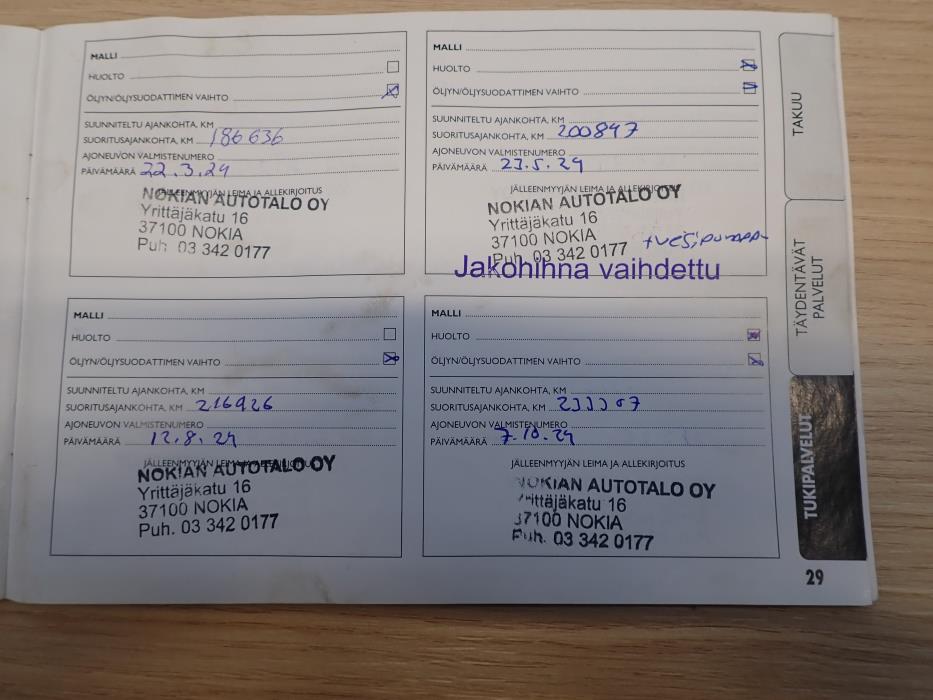 MALLI
HUOLTO
ÖLJYN/ÖLJYSUODATTIMEN VAIHTO
SUUNNITELTU AJANKOHTA, KM
SUORITUSAJANKOHTA, KM 186636
AJONEUVON VALMISTENUMERO
PÄIVÄMÄÄRÄ 22.3.24
JÄLLEENMYYJÄN LEIMA JA ALLEKIRJOITUS
NOKIAN AUTOTALO OY
Yrittäjäkatu 16
37100 NOKIA
Puh. 03 342 0177
MALLI
HUOLTO
ÖLJYN/ÖLJYSUODATTIMEN VAIHTO
SUUNNITELTU AJANKOHTA, KM
SUORITUSAJANKOHTA, KM 200847
AJONEUVON VALMISTENUMERO
PÄIVÄMÄÄRÄ 23.5.24
JÄLLEENMYYJÄN LEIMA JA ALLEKIRJOITUS
NOKIAN AUTOTALO OY
Yrittäjäkatu 16
37100 NOKIA
Puh. 03 342 0177 +vesipumppu
Jakohihna vaihdettu
MALLI
HUOLTO
ÖLJYN/ÖLJYSUODATTIMEN VAIHTO
SUUNNITELTU AJANKOHTA, KM
SUORITUSAJANKOHTA, KM 216926
AJONEUVON VALMISTENUMERO
PÄIVÄMÄÄRÄ 12.8.24
JÄLLEENMYYJÄN LEIMA JA ALLEKIRJOITUS
NOKIAN AUTOTALO OY
Yrittäjäkatu 16
37100 NOKIA
Puh. 03 342 0177
MALLI
HUOLTO
ÖLJYN/ÖLJYSUODATTIMEN VAIHTO
SUUNNITELTU AJANKOHTA, KM
SUORITUSAJANKOHTA, KM
AJONEUVON VALMISTENUMERO
PÄIVÄMÄÄRÄ 7.10.24
JÄLLEENMYYJÄN LEIMA JA ALLEKIRJOITUS
NOKIAN AUTOTALO OY
Yrittäjäkatu 16
37100 NOKIA
Puh. 03 342 0177
TAKUU
TÄYDENTÄVÄT
PALVELUT
TUKIPALVELUT
29